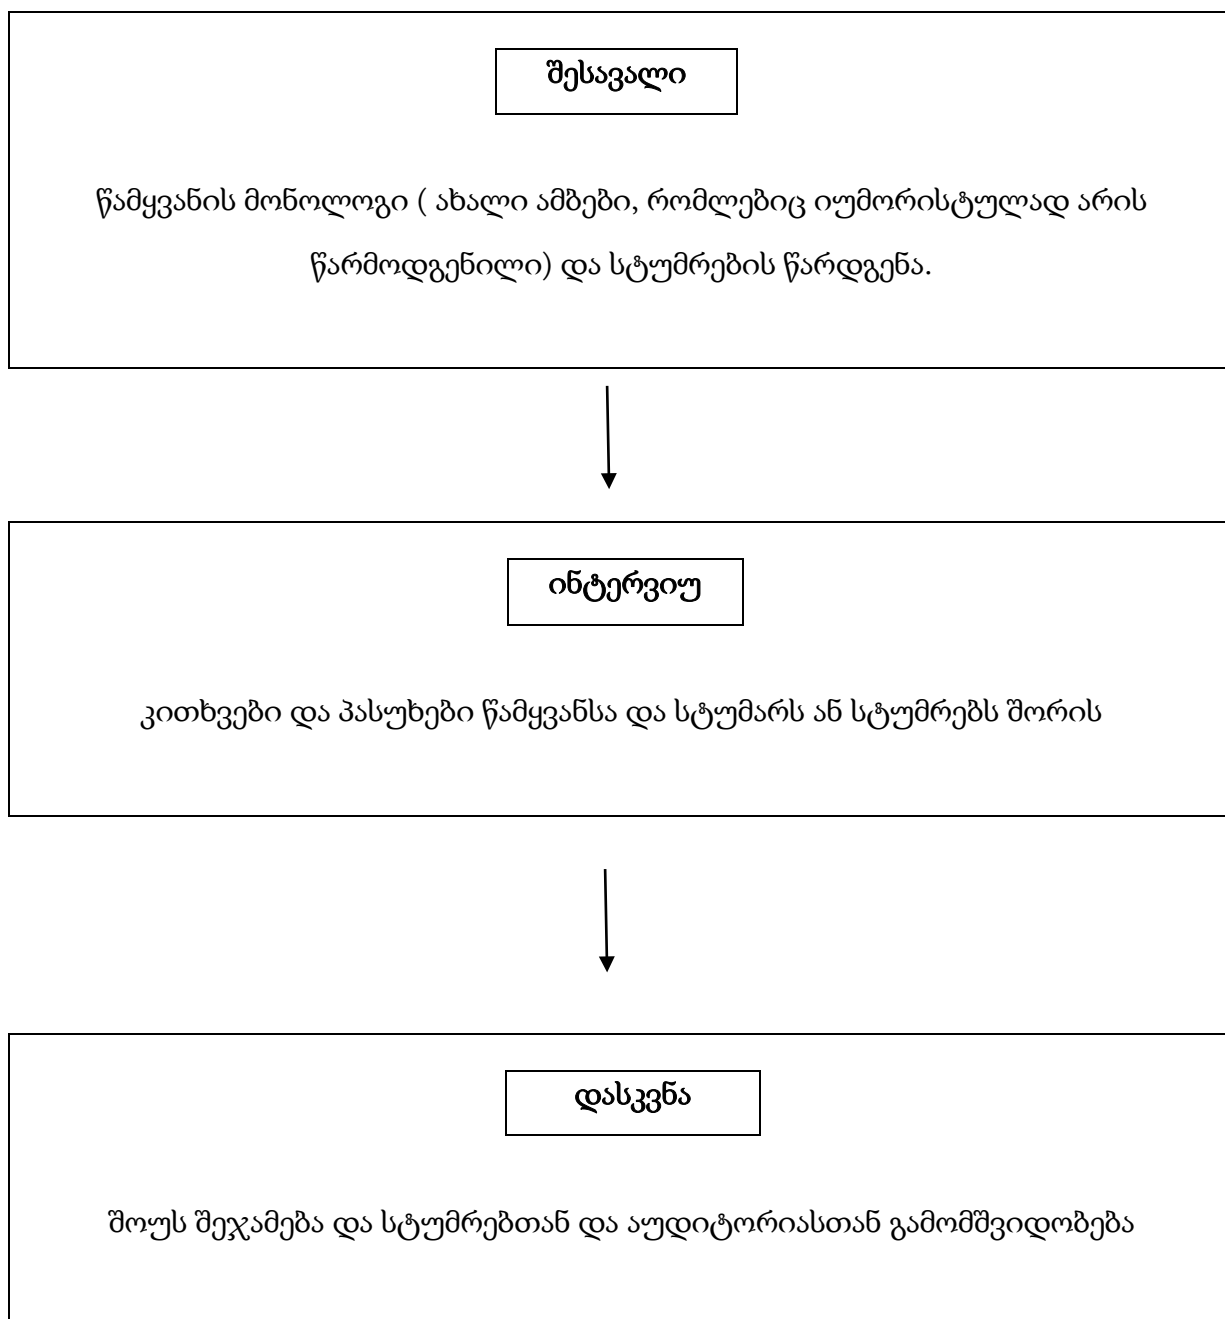 შესავალი
წამყვანის მონოლოგი ( ახალი ამბები, რომლებიც იუმორისტულად არის
წარმოდგენილი) და სტუმრების წარდგენა.
ინტერვიუ
კითხვები და პასუხები წამყვანსა და სტუმარს ან სტუმრებს შორის
დასკვნა
შოუს შეჯამება და სტუმრებთან და აუდიტორიასთან გამომშვიდობება